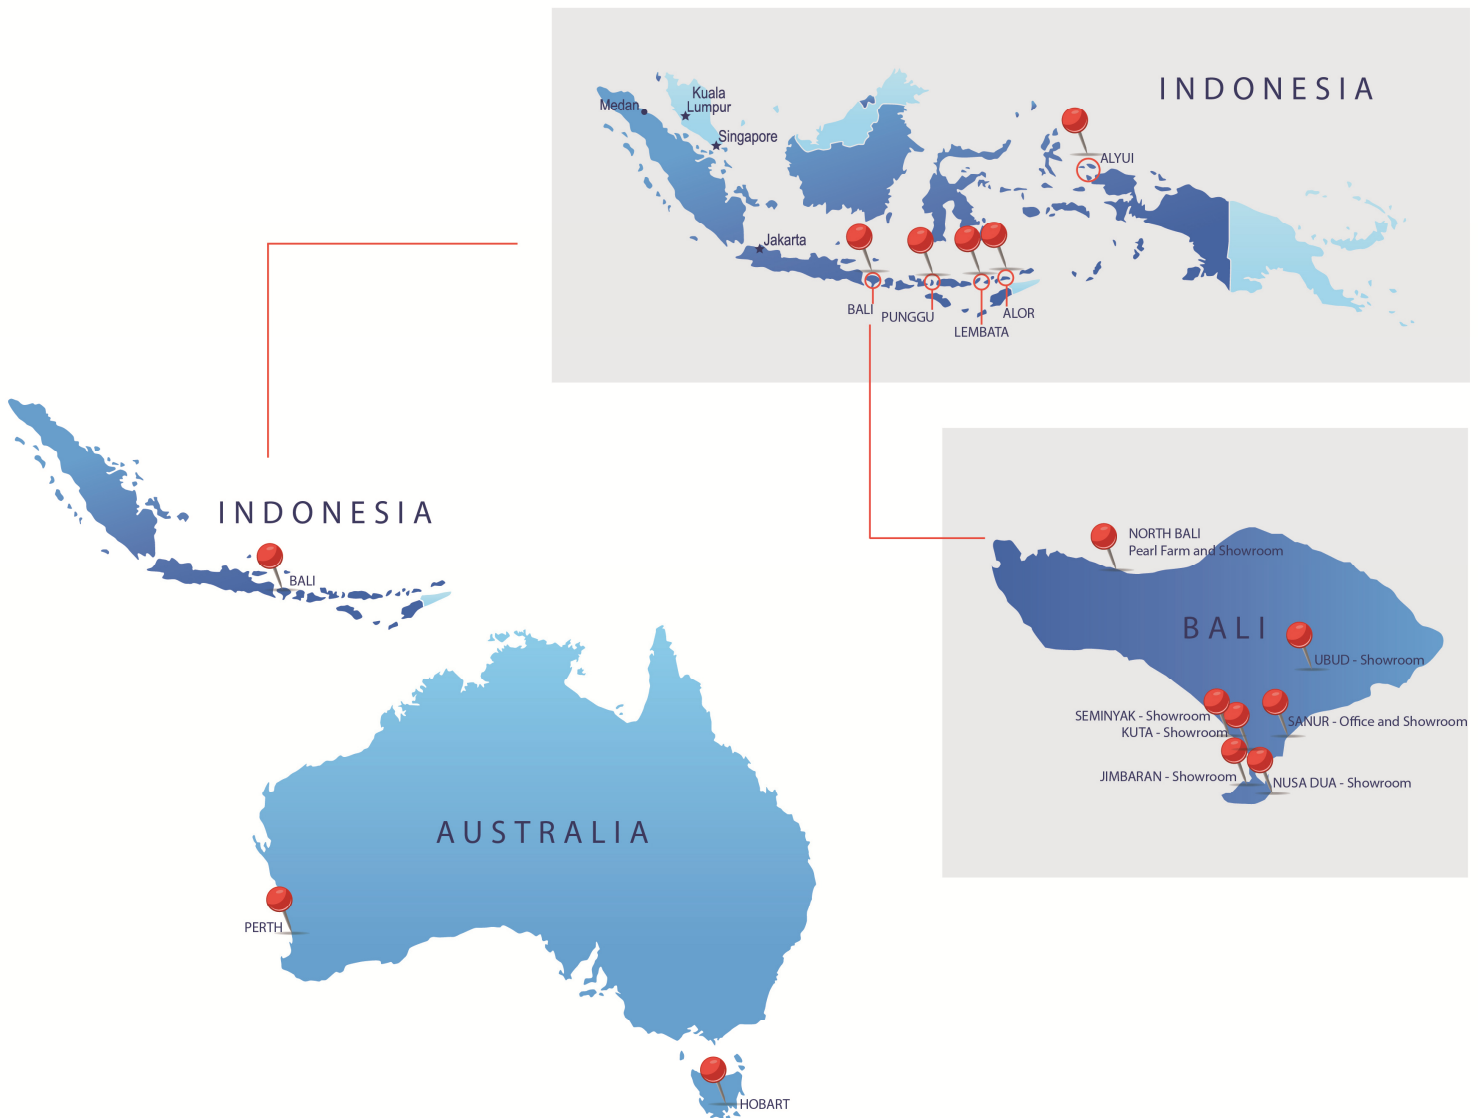 INDONESIA
Kuala
Lumpur
Medan
Singapore
ALYUI
Jakarta
BALI
PUNGGU
ALOR
LEMBATA
INDONESIA
BALI
NORTH BALI
Pearl Farm and Showroom
BALI
UBUD - Showroom
SEMINYAK - Showroom
SANUR - Office and Showroom
KUTA - Showroom
JIMBARAN - Showroom
NUSA DUA - Showroom
AUSTRALIA
PERTH
HOBART